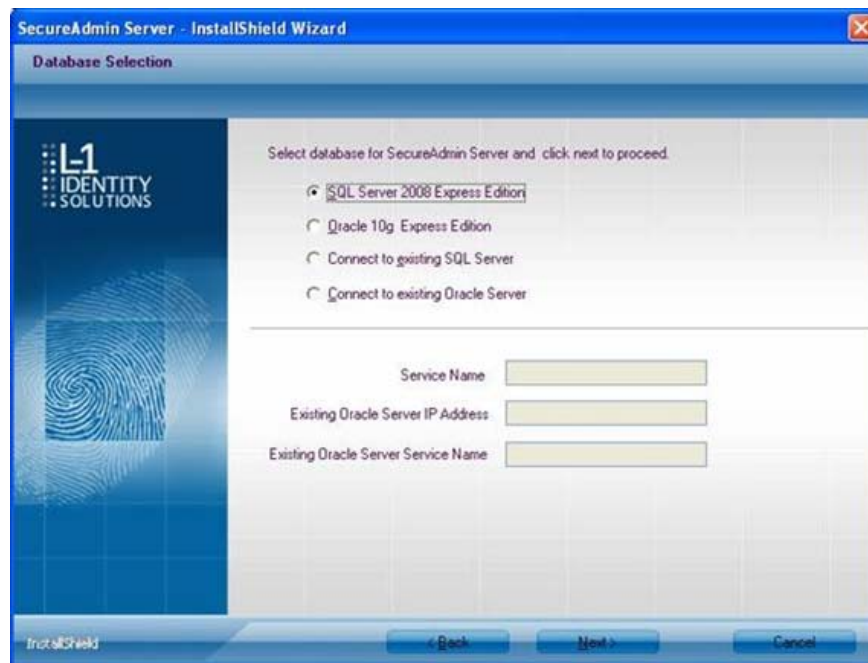 SecureAdmin Server - InstallShield Wizard
Database Selection
L-1
IDENTITY
SOLUTIONS
Select database for SecureAdmin Server and click next to proceed.
SQL Server 2008 Express Edition
Oracle 10g Express Edition
Connect to existing SQL Server
Connect to existing Oracle Server
Service Name
Existing Oracle Server IP Address
Existing Oracle Server Service Name
InstallShield
< Back
Next >
Cancel